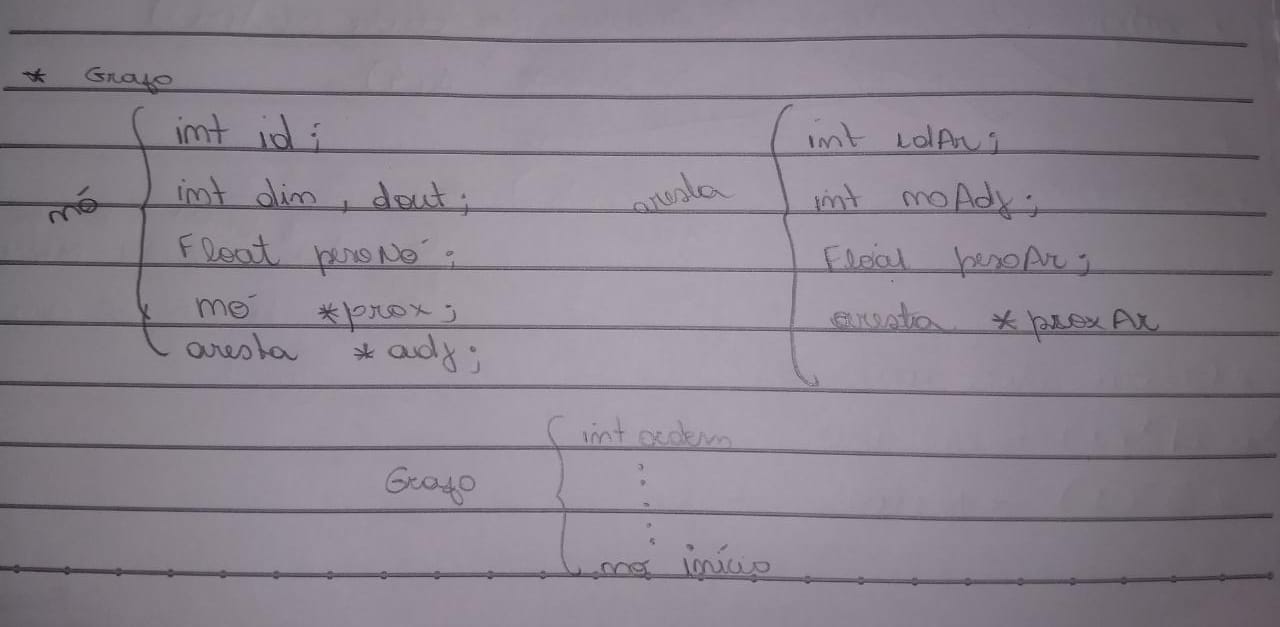 * Grafo
int id;
int din, dout;
nó
Float pesoNó;
nó *prox;
aresta *adj;
int idAr;
aresta
int noAdj;
Float pesoAr;
aresta *proxAr
int ordem
Grafo
nó início